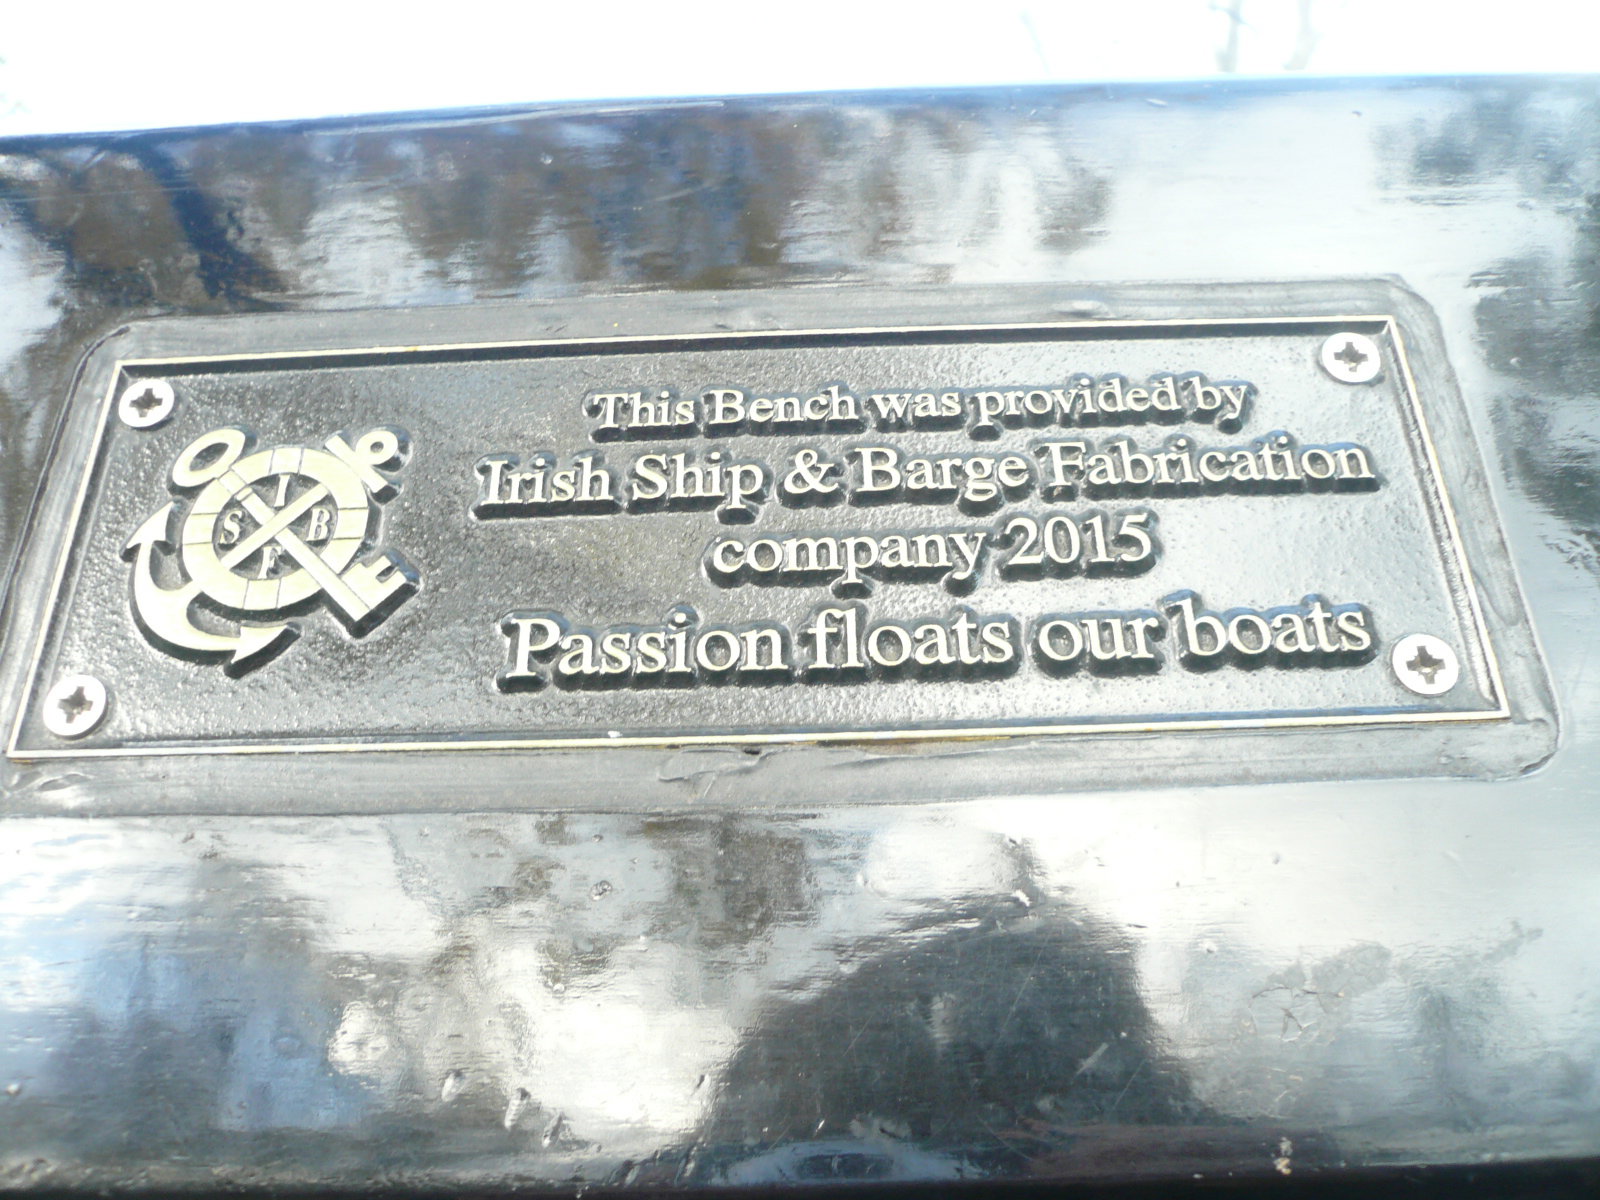 This Bench was provided by
Irish Ship & Barge Fabrication
company 2015
Passion floats our boats
I
S B
F